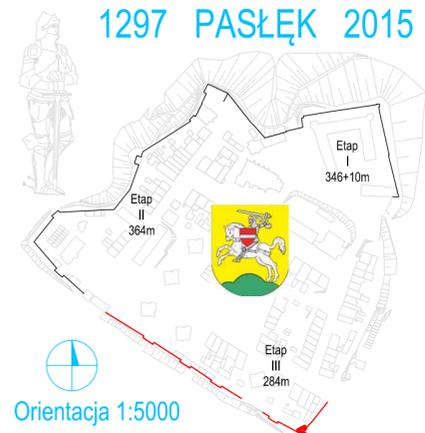 1297 PASŁĘK 2015
Etap
I
346+10m
Etap
II
364m
Etap
III
284m
Orientacja 1:5000